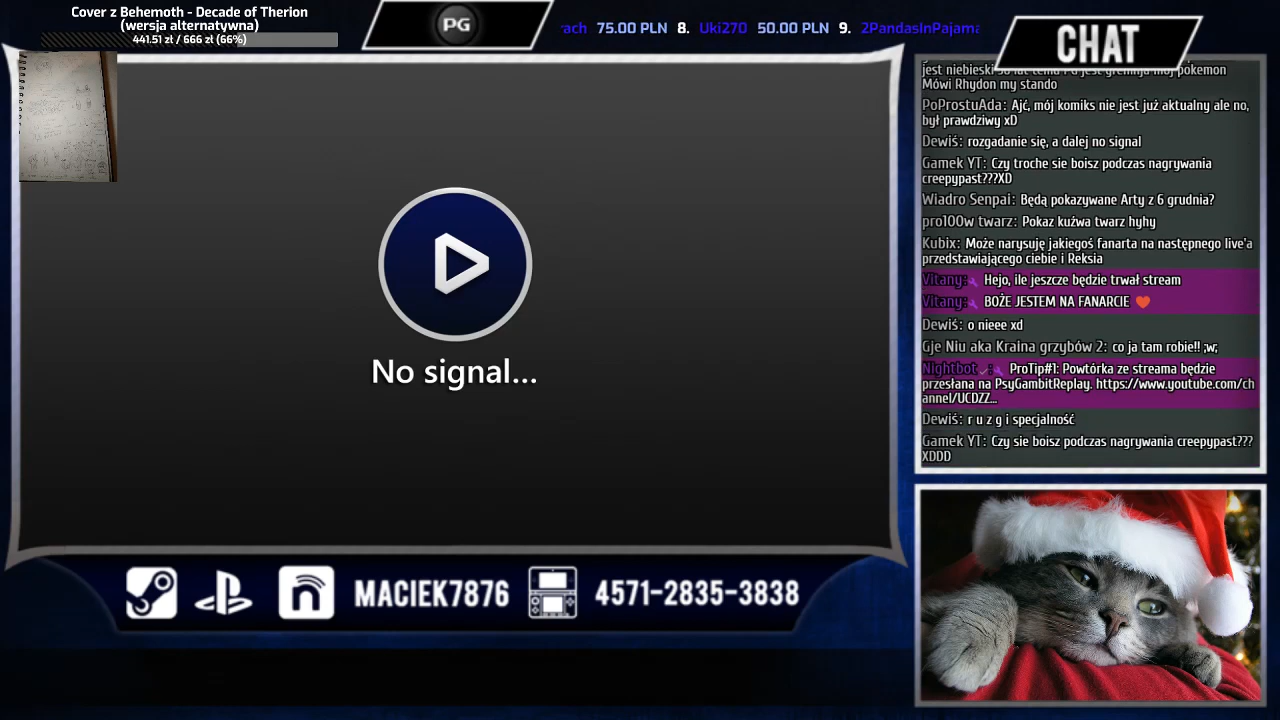 Cover z Behemoth - Decade of Therion
(wersja alternatywna)
441.51 zł / 666 zł (66%)
PG
rach 75.00 PLN 8. Uki270 50.00 PLN 9. 2PandasInPajama
CHAT
Mówi Rhydon my stando
PoProstuAda: Ajć, mój komiks nie jest już aktualny ale no,
był prawdziwy xD
Dewiś: rozgadanie się, a dalej no signal
Gamek YT: Czy troche sie boisz podczas nagrywania
creepypast???XD
Wiadro Senpai: Będą pokazywane Arty z 6 grudnia?
pro100w twarz: Pokaz kuźwa twarz hyhy
Kubix: Może narysuję jakiegoś fanarta na następnego live'a
przedstawiającego ciebie i Reksia
Vitany: Hejo, ile jeszcze będzie trwał stream
Vitany: BOŻE JESTEM NA FANARCIE ❤
Dewiś: o nieee xd
Gje Niu aka Kraina grzybów 2: co ja tam robie!! ;w;
Nightbot: ProTip#1: Powtórka ze streama będzie
przesłana na PsyGambitReplay. https://www.youtube.com/ch
annel/UCDZZ...
Dewiś: r u z g i specjalność
Gamek YT: Czy sie boisz podczas nagrywania creepypast???
XDDD
No signal...
MACIEK7876 4571-2835-3838